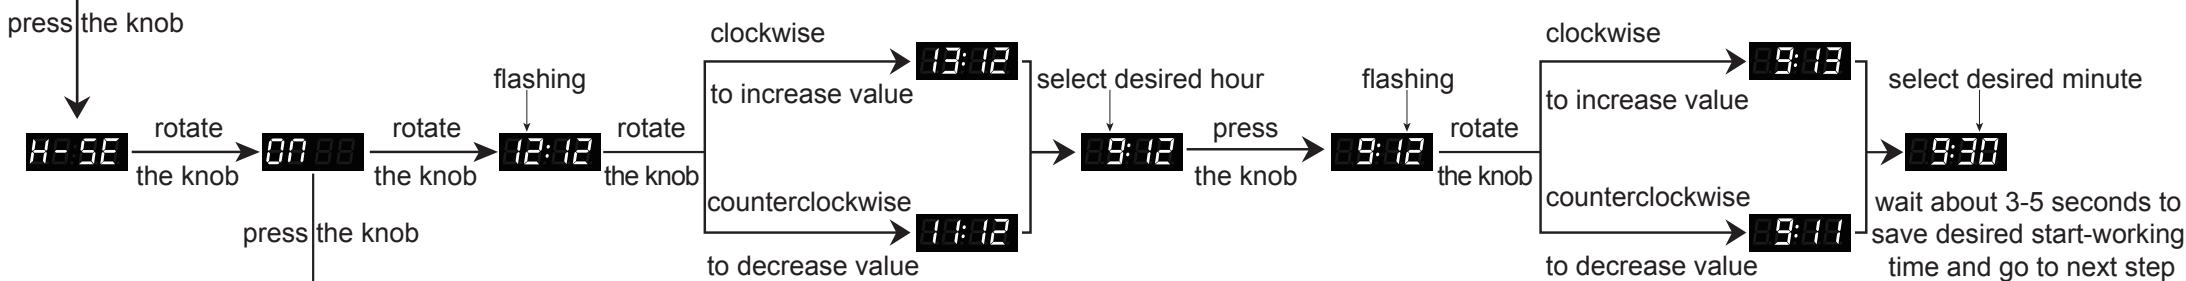 press the knob
H-SE
rotate
the knob
ON
press the knob
rotate
the knob
flashing
12:12
rotate
the knob
clockwise
to increase value
13:12
counterclockwise
to decrease value
11:12
select desired hour
9:12
press
the knob
flashing
9:12
rotate
the knob
clockwise
to increase value
9:13
counterclockwise
to decrease value
9:11
select desired minute
9:30
wait about 3-5 seconds to
save desired start-working
time and go to next step